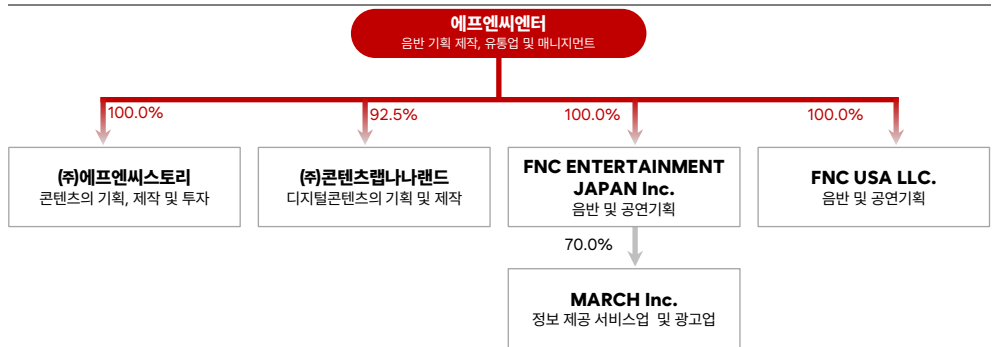 에프엔씨엔터
음반 기획 제작, 유통업 및 매니지먼트
100.0%
92.5%
100.0%
100.0%
㈜에프엔씨스토리
콘텐츠의 기획, 제작 및 투자
㈜콘텐츠랩나나랜드
디지털콘텐츠의 기획 및 제작
FNC ENTERTAINMENT
JAPAN Inc.
음반 및 공연기획
FNC USA LLC.
음반 및 공연기획
70.0%
MARCH Inc.
정보 제공 서비스업 및 광고업